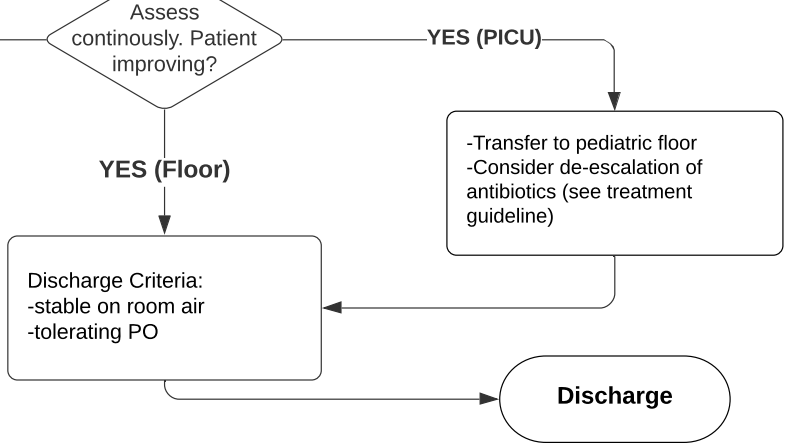 Assess
continously. Patient
improving?
YES (PICU)
-Transfer to pediatric floor
-Consider de-escalation of
antibiotics (see treatment
guideline)
YES (Floor)
Discharge Criteria:
-stable on room air
-tolerating PO
Discharge